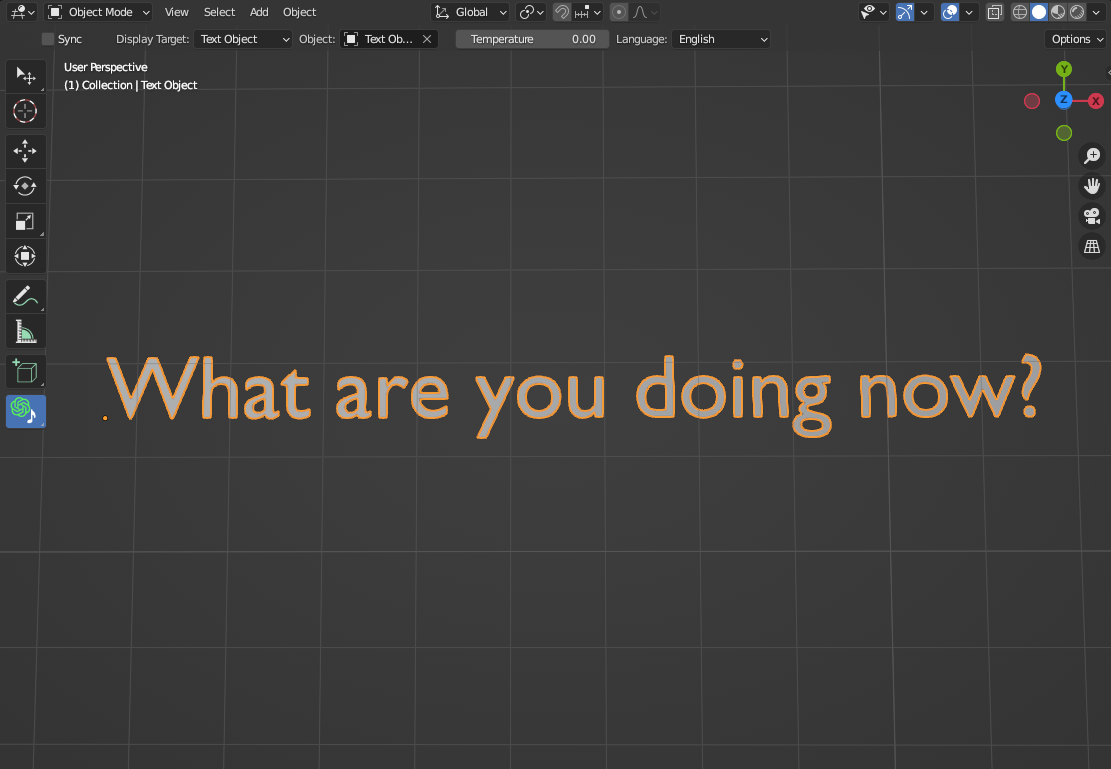 Object Mode View Select Add Object Global
Sync Display Target: Text Object Object: Text Ob... Temperature 0.00 Language: English Options
User Perspective
(1) Collection | Text Object
Y
Z X
What are you doing now?